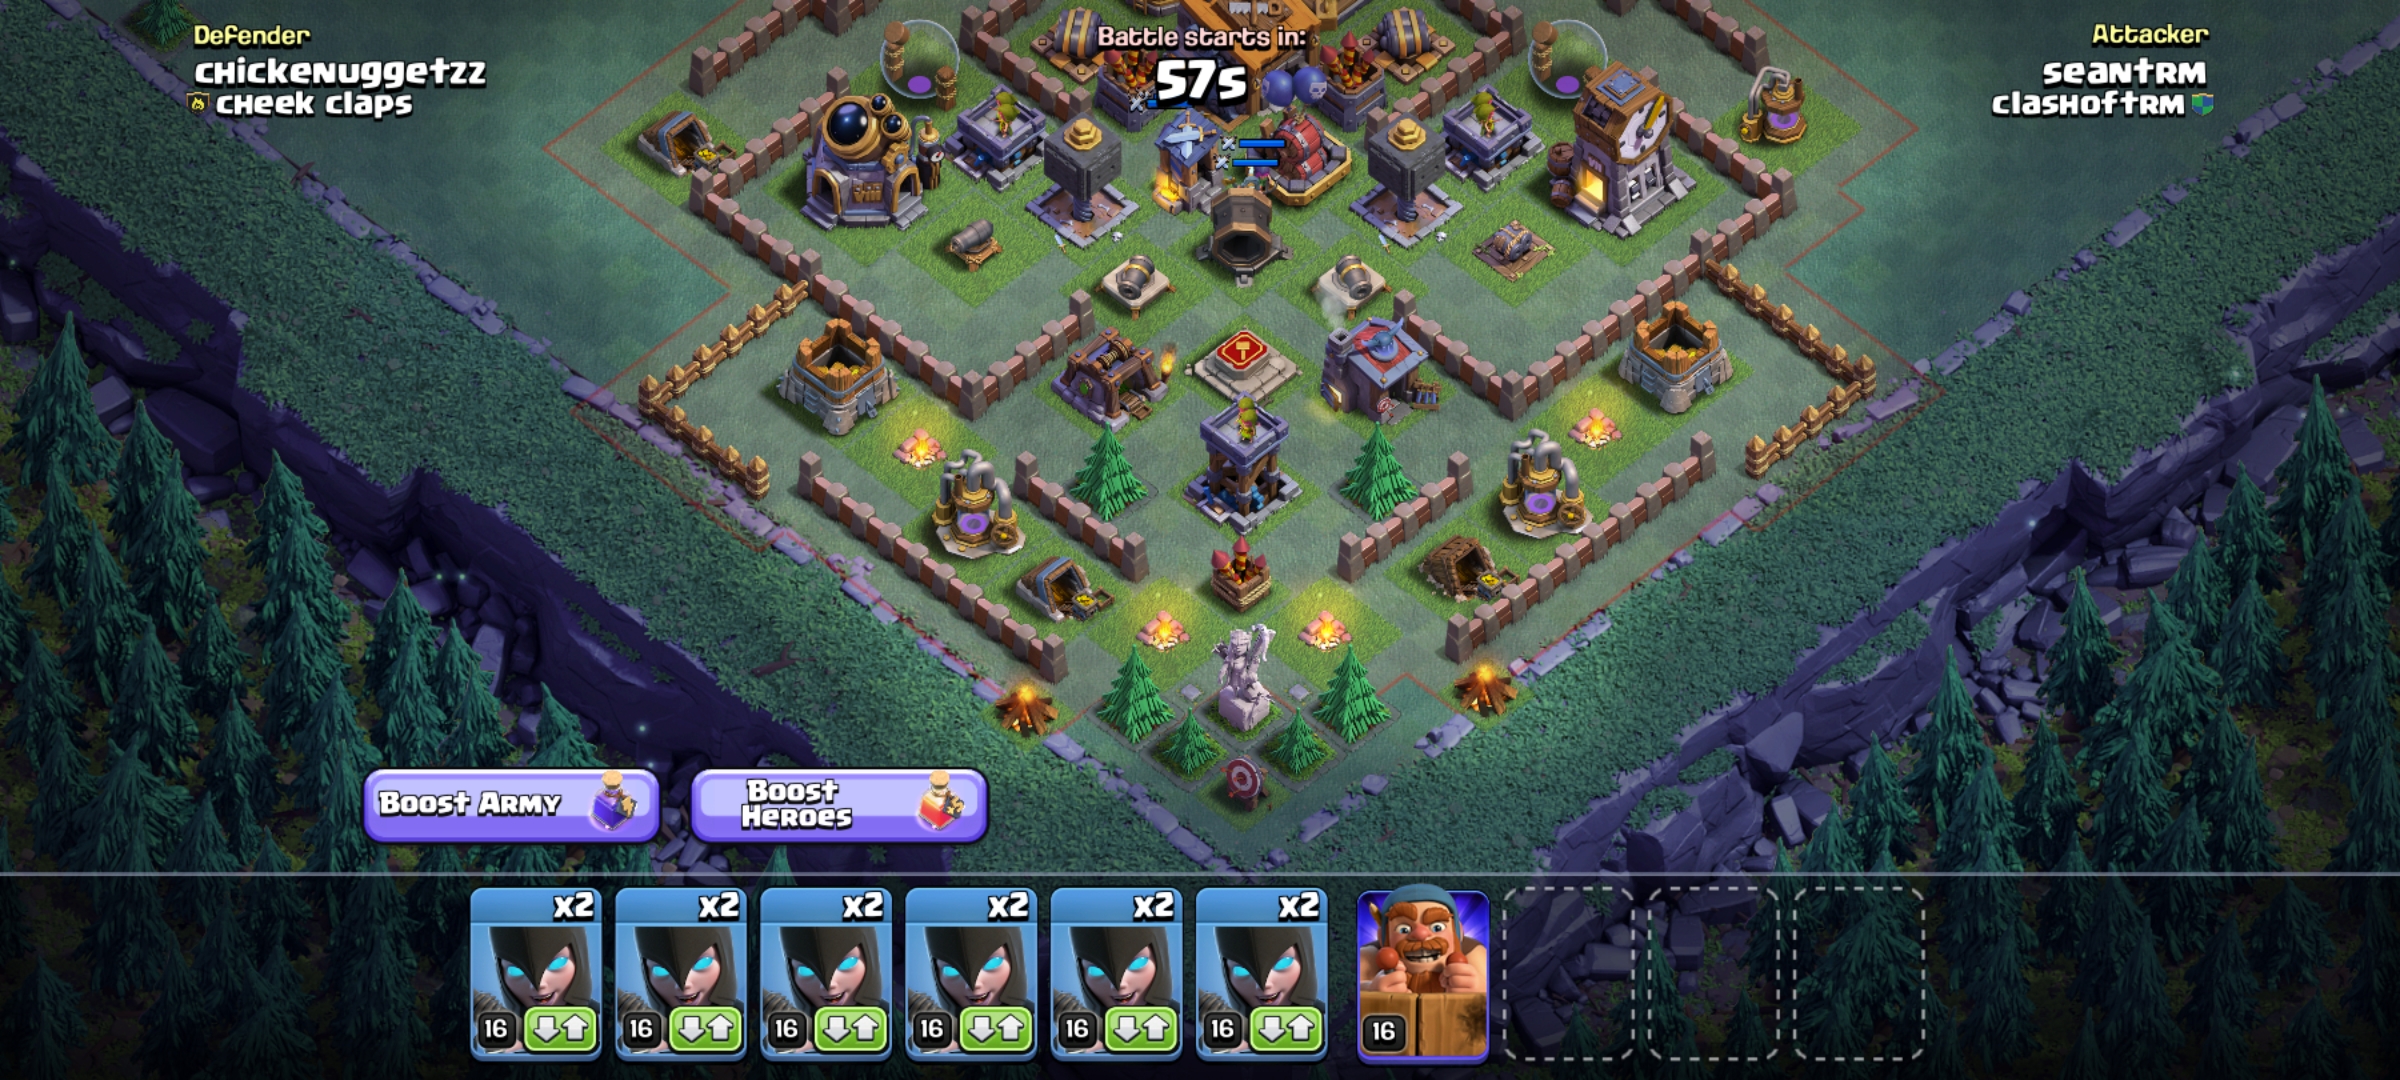 Defender
cHickeNuggetzz
cHeek claps
Battle starts in:
57s
Attacker
seantRM
clashoftRM
Boost Army
Boost
Heroes
x2
x2
x2
x2
x2
x2
16
16
16
16
16
16
16